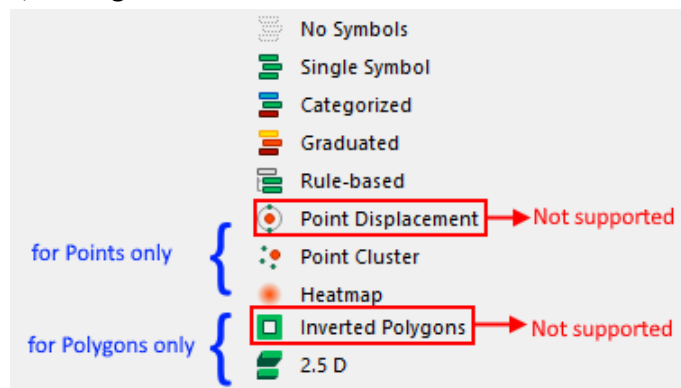 No Symbols
Single Symbol
Categorized
Graduated
Rule-based
Point Displacement Not supported
for Points only Point Cluster
Heatmap
Inverted Polygons Not supported
for Polygons only
2.5 D